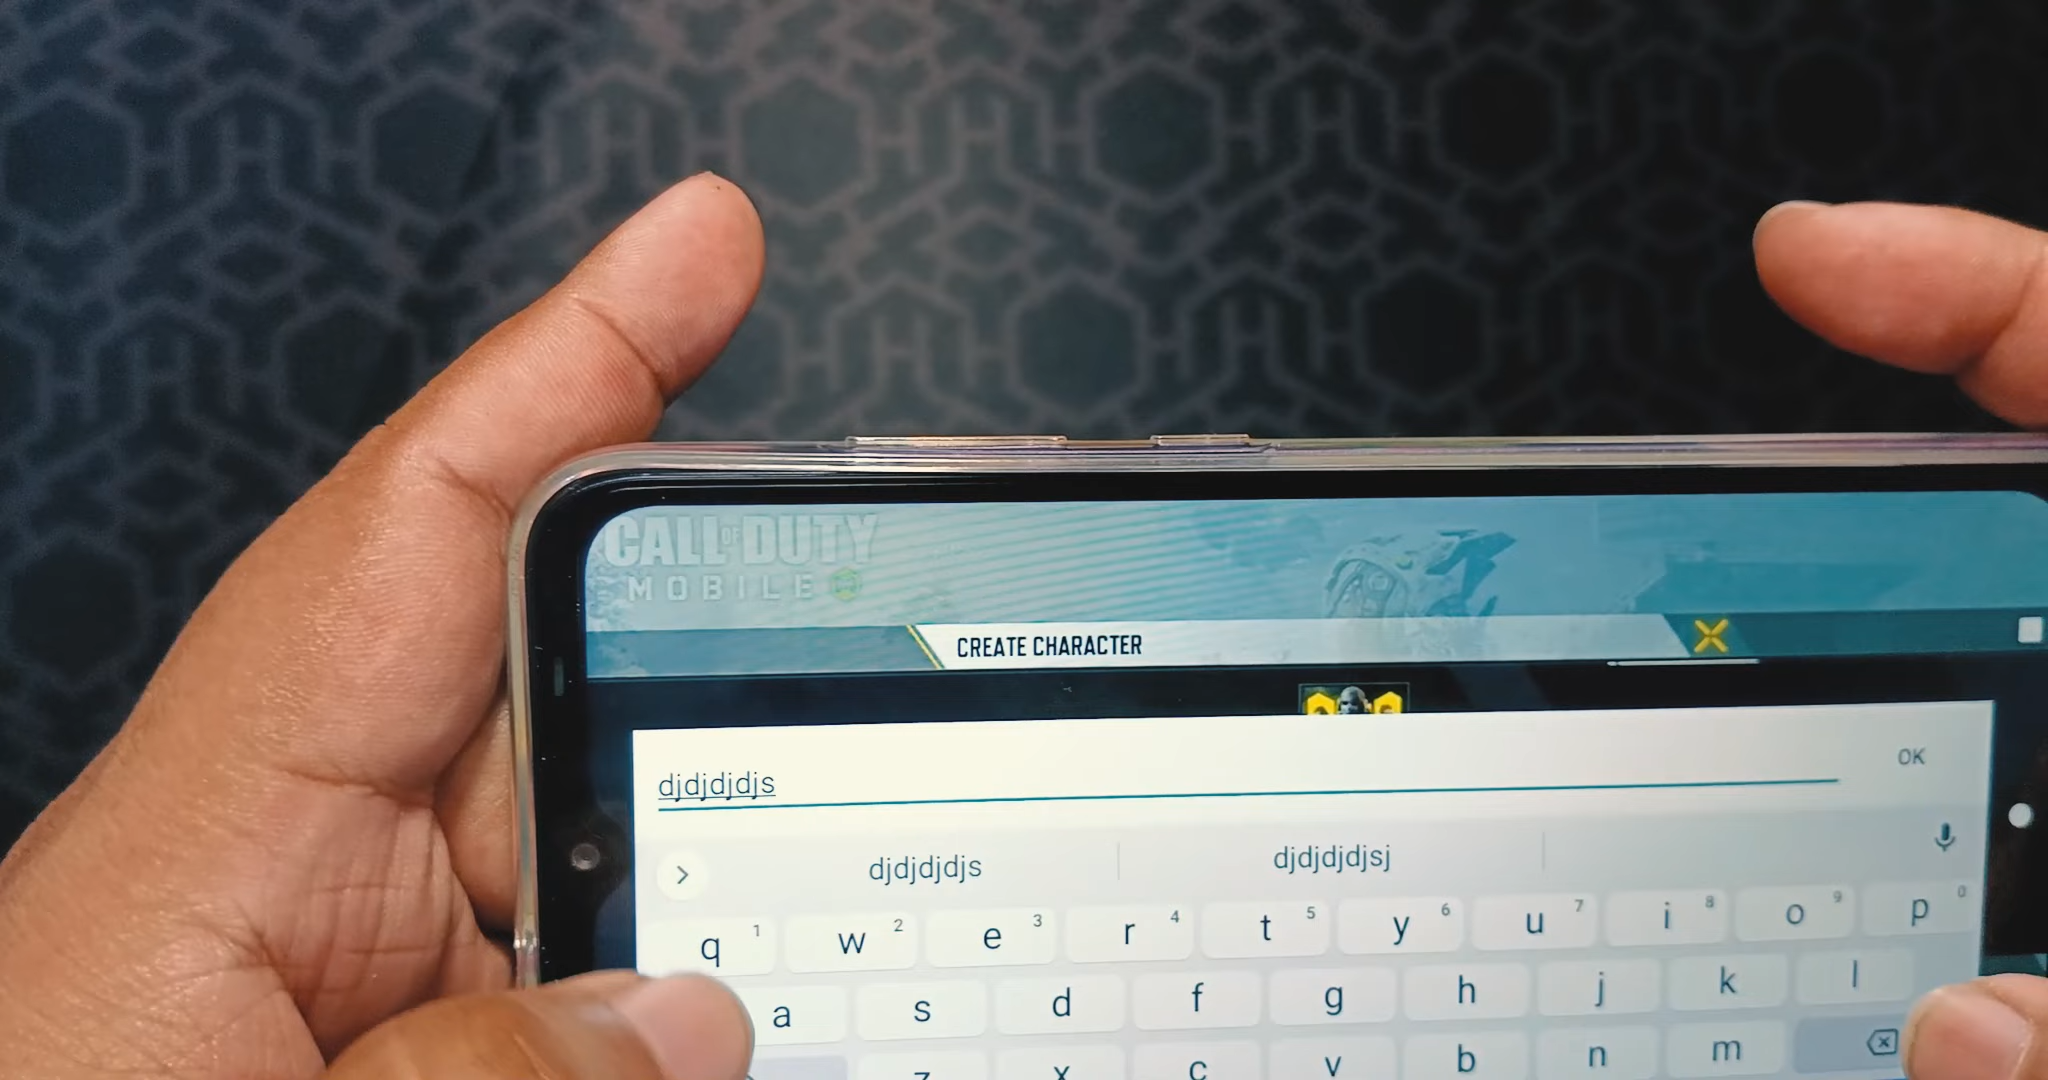 CALL OF DUTY
MOBILE
CREATE CHARACTER
djdjdjdjs
OK
djdjdjdjs djdjdjdjsj
q 1 w 2 e 3 r 4 t 5 y 6 u 7 i 8 o 9 p 0
a s d f g h j k l
z x c v b n m